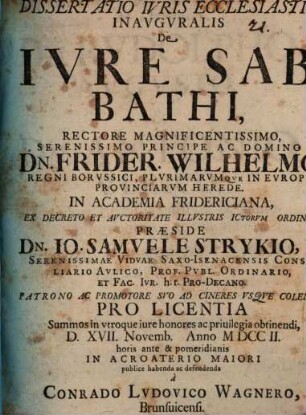 DISSERTATIO IVRIS ECCLESIASTI
INAVGVRALIS
21.
De
IVRE SAB
BATHI,
RECTORE MAGNIFICENTISSIMO,
SERENISSIMO PRINCIPE AC DOMINO
DN. FRIDER. WILHELMO
REGNI BORVSSICI, PLVRIMARVMQVE IN EVROP
PROVINCIARVM HEREDE.
IN ACADEMIA FRIDERICIANA,
EX DECRETO ET AVCTORITATE ILLVSTRIS ICTORVM ORDIN
PRÆSIDE
DN. IO. SAMVELE STRYKIO,
SERENISSIMAE VIDVAE SAXO-ISENACENSIS CONS
LIARIO AVLICO, PROF. PVBL. ORDINARIO,
ET FAC. IVR. h. t. PRO-DECANO.
PATRONO AC PROMOTORE SVO AD CINERES VSQVE COLE
PRO LICENTIA
Summos in vtroque iure honores ac priuilegia obtinendi,
D. XVII. Novemb. Anno MDCC II.
horis ante & pomeridianis
IN ACROATERIO MAIORI
publice habenda ac defendenda
á
CONRADO LVDOVICO WAGNERO,
Brunsuicensi.